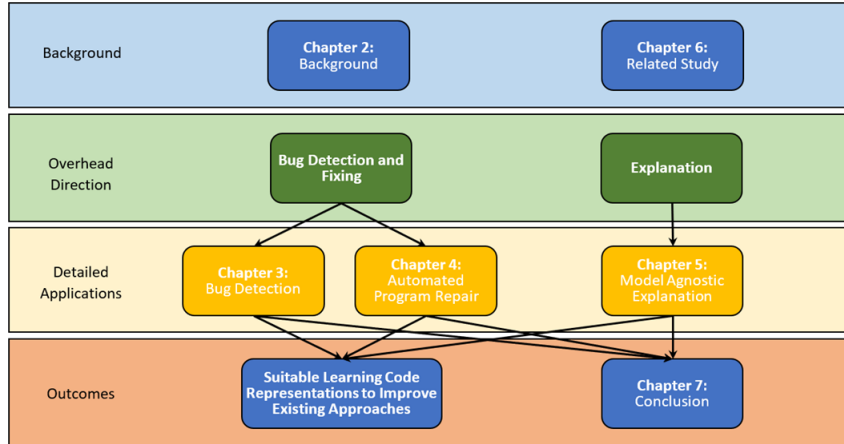 Background
Chapter 2:
Background
Chapter 6:
Related Study
Overhead
Direction
Bug Detection and
Fixing
Explanation
Detailed
Applications
Chapter 3:
Bug Detection
Chapter 4:
Automated
Program Repair
Chapter 5:
Model Agnostic
Explanation
Outcomes
Suitable Learning Code
Representations to Improve
Existing Approaches
Chapter 7:
Conclusion